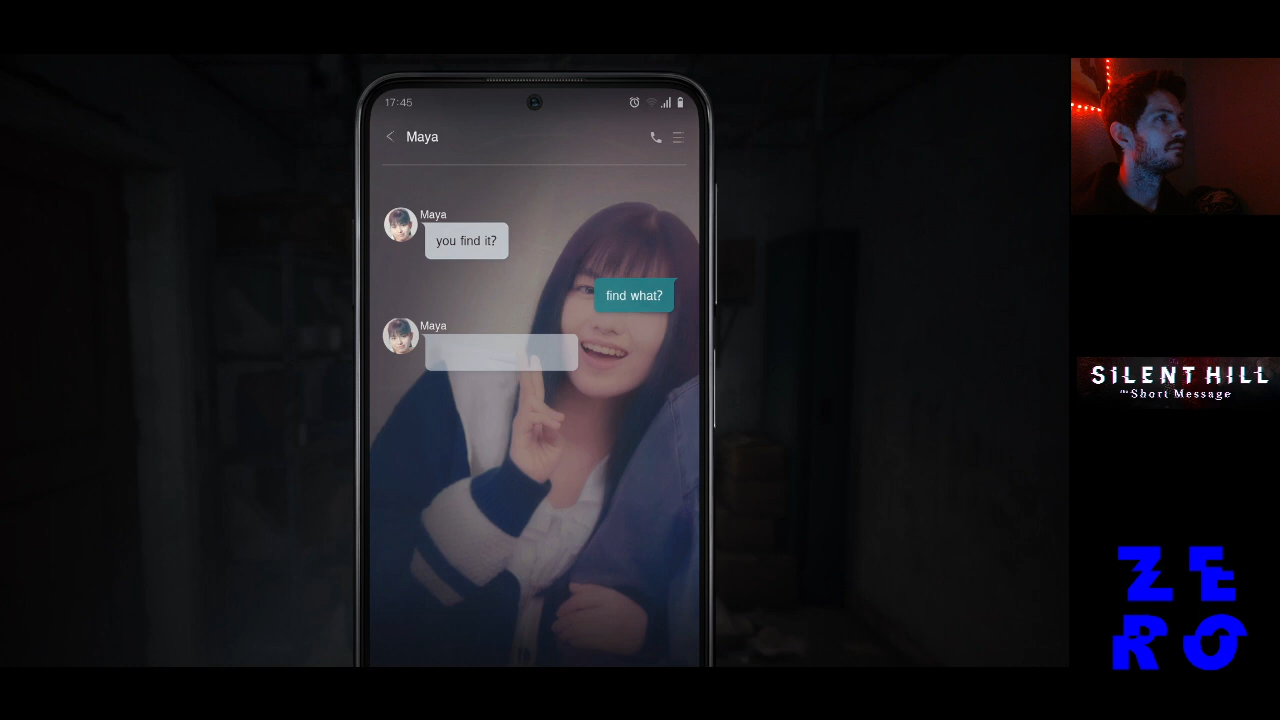 17:45
Maya
Maya
you find it?
find what?
Maya
SILENT HILL
the Short Message
ZE
RO